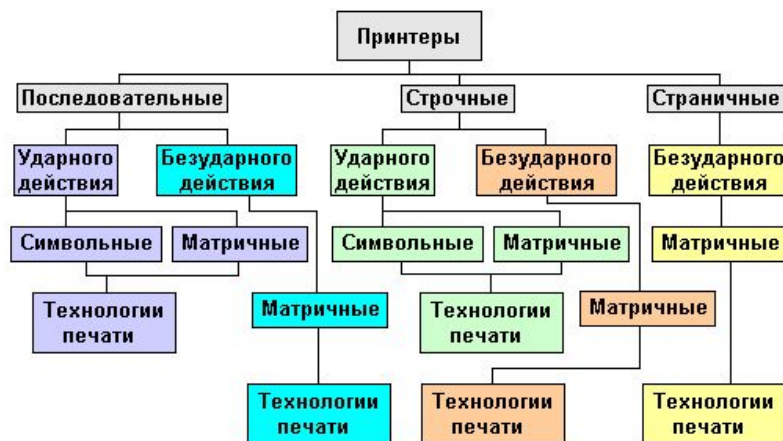 Принтеры
Последовательные
Строчные
Страничные
Ударного
действия
Безударного
действия
Ударного
действия
Безударного
действия
Безударного
действия
Символьные
Матричные
Символьные
Матричные
Матричные
Технологии
печати
Матричные
Технологии
печати
Матричные
Технологии
печати
Технологии
печати
Технологии
печати